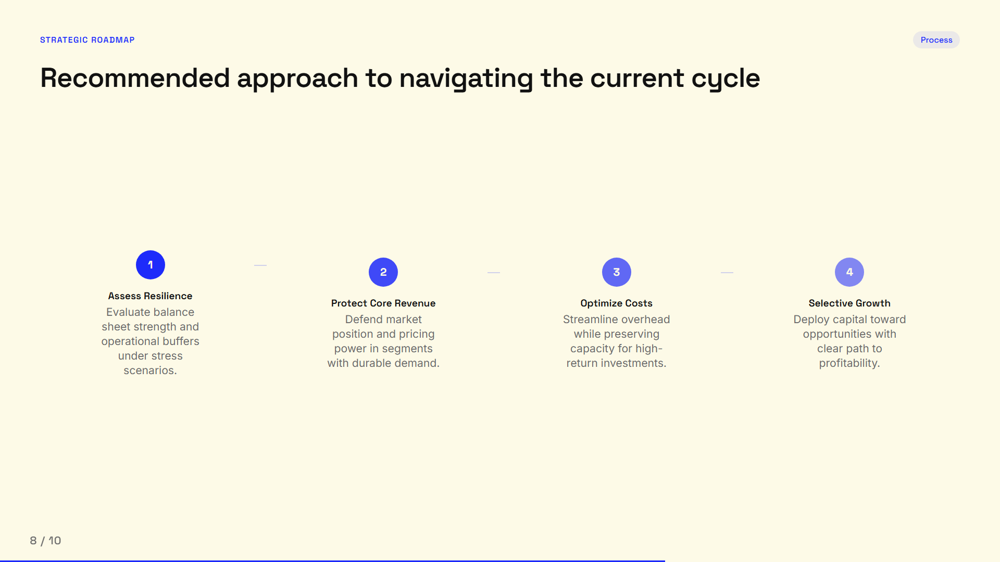 STRATEGIC ROADMAP
Process
Recommended approach to navigating the current cycle
1
Assess Resilience
Evaluate balance
sheet strength and
operational buffers
under stress
scenarios.
2
Protect Core Revenue
Defend market
position and pricing
power in segments
with durable demand.
3
Optimize Costs
Streamline overhead
while preserving
capacity for high-
return investments.
4
Selective Growth
Deploy capital toward
opportunities with
clear path to
profitability.
8 / 10